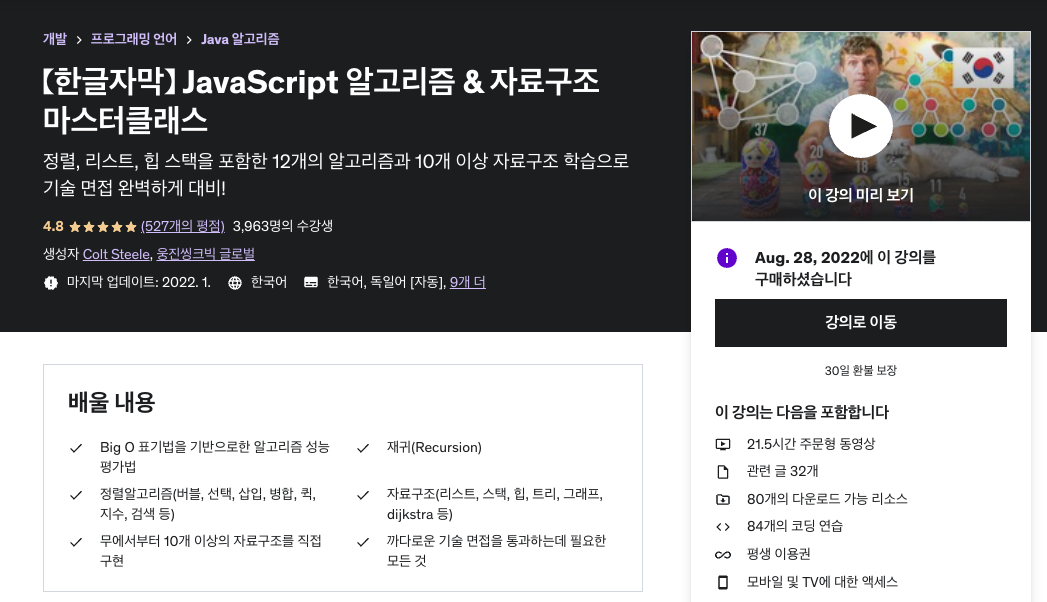 개발 > 프로그래밍 언어 > Java 알고리즘
【한글자막】JavaScript 알고리즘 & 자료구조
마스터클래스
정렬, 리스트, 힙 스택을 포함한 12개의 알고리즘과 10개 이상 자료구조 학습으로
기술 면접 완벽하게 대비!
4.8 (527개의 평점) 3,963명의 수강생
생성자 Colt Steele, 웅진씽크빅 글로벌
마지막 업데이트: 2022. 1. 한국어 한국어, 독일어 [자동], 9개 더
37
20
18
15
11
4
이 강의 미리 보기
Aug. 28, 2022에 이 강의를
구매하셨습니다
강의로 이동
30일 환불 보장
이 강의는 다음을 포함합니다
21.5시간 주문형 동영상
관련 글 32개
80개의 다운로드 가능 리소스
84개의 코딩 연습
평생 이용권
모바일 및 TV에 대한 액세스
배울 내용
Big O 표기법을 기반으로한 알고리즘 성능
평가법
재귀(Recursion)
정렬알고리즘(버블, 선택, 삽입, 병합, 퀵,
지수, 검색 등)
자료구조(리스트, 스택, 힙, 트리, 그래프,
dijkstra 등)
무에서부터 10개 이상의 자료구조를 직접
구현
까다로운 기술 면접을 통과하는데 필요한
모든 것